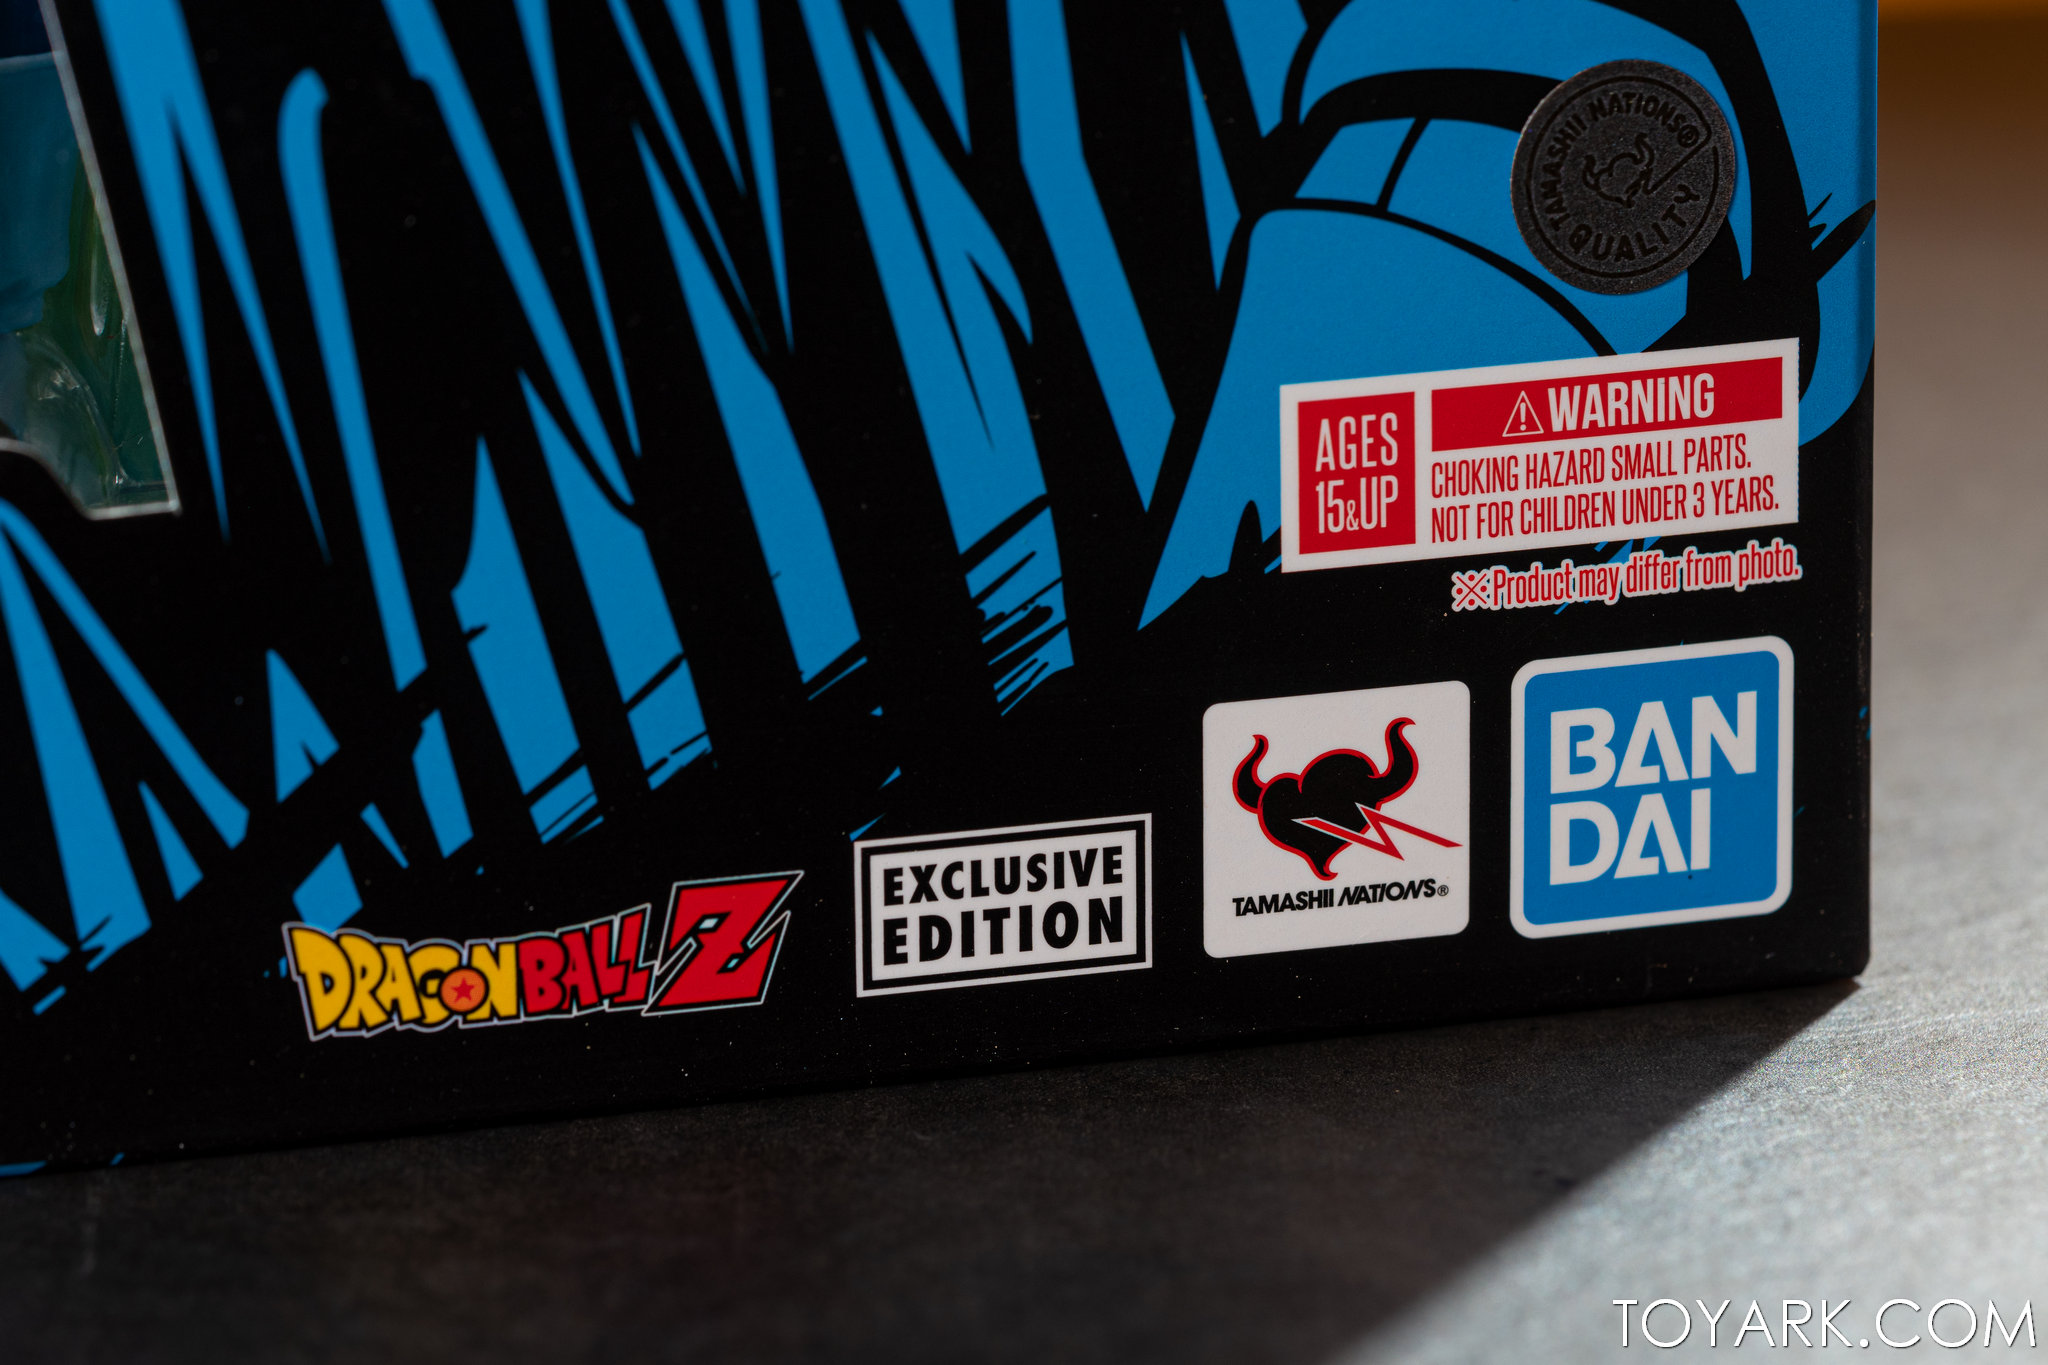 TAMASHII NATIONS®
QUALITY
AGES
15&UP
WARNING
CHOKING HAZARD SMALL PARTS.
NOT FOR CHILDREN UNDER 3 YEARS.
※Product may differ from photo.
DRAGONBALL Z
EXCLUSIVE
EDITION
TAMASHII NATIONS®
BAN
DAI
TOYARK.COM